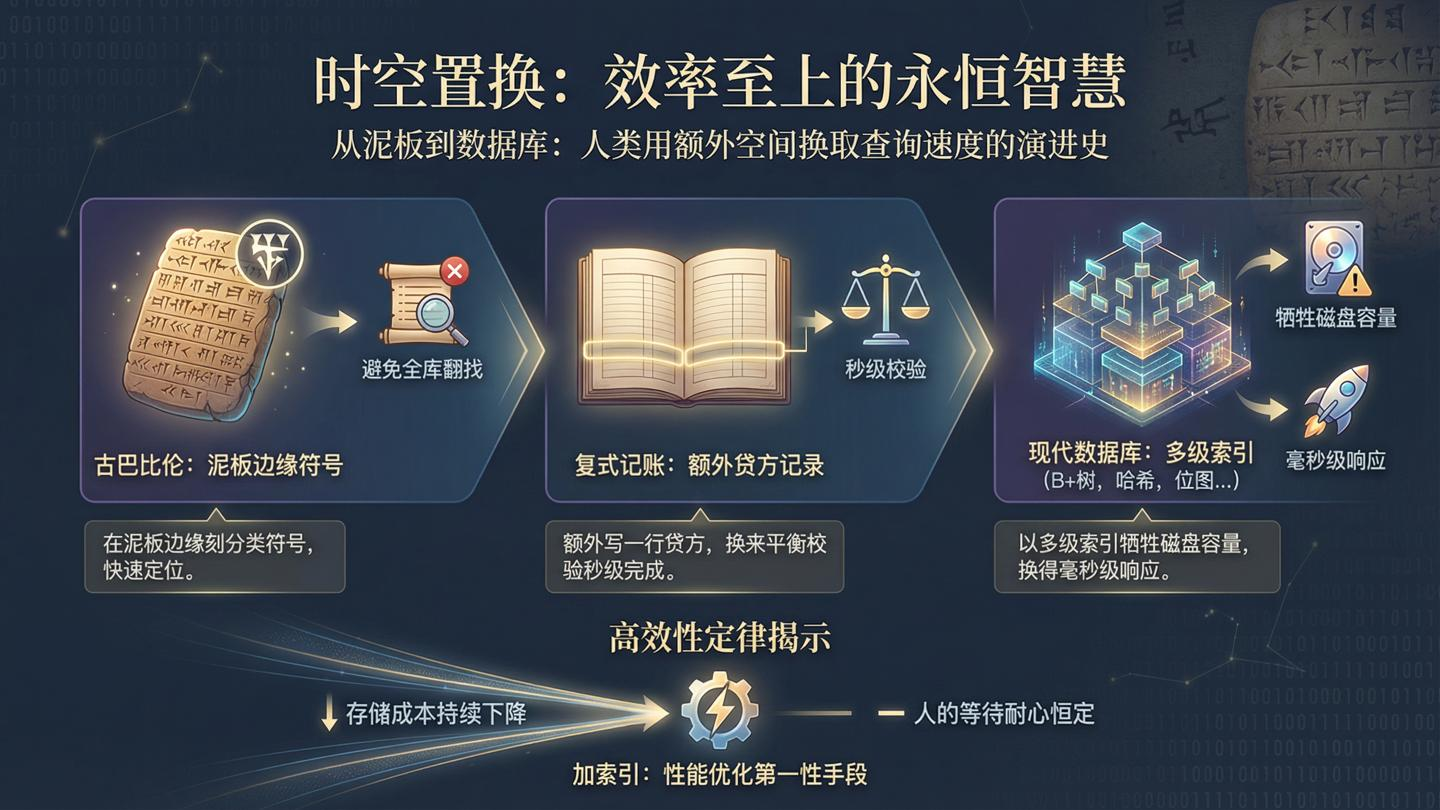 时空置换：效率至上的永恒智慧
从泥板到数据库：人类用额外空间换取查询速度的演进史
避免全库翻找
古巴比伦：泥板边缘符号
在泥板边缘刻分类符号，
快速定位。
秒级校验
复式记账：额外贷方记录
额外写一行贷方，换来平衡校
验秒级完成。
牺牲磁盘容量
毫秒级响应
现代数据库：多级索引
（B+树，哈希，位图...）
以多级索引牺牲磁盘容量，
换得毫秒级响应。
高效性定律揭示
存储成本持续下降
人的等待耐心恒定
加索引：性能优化第一性手段